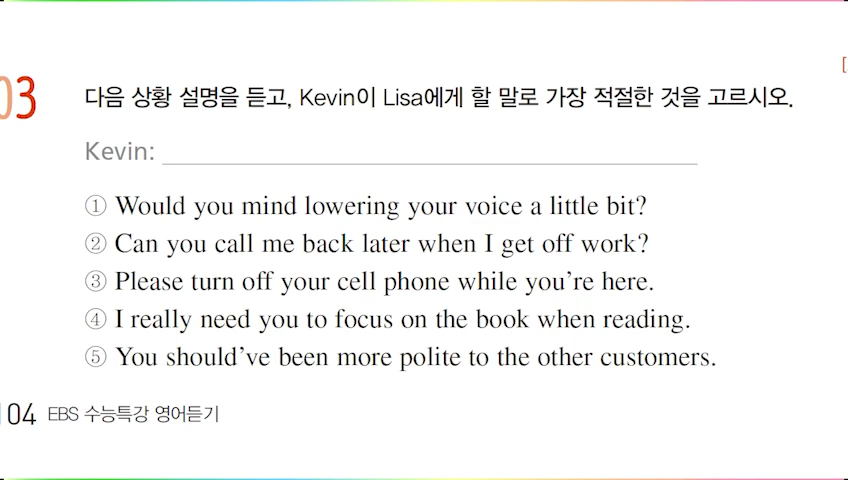 03
다음 상황 설명을 듣고, Kevin이 Lisa에게 할 말로 가장 적절한 것을 고르시오.
Kevin:
① Would you mind lowering your voice a little bit?
② Can you call me back later when I get off work?
③ Please turn off your cell phone while you're here.
④ I really need you to focus on the book when reading.
⑤ You should've been more polite to the other customers.
04 EBS 수능특강 영어듣기